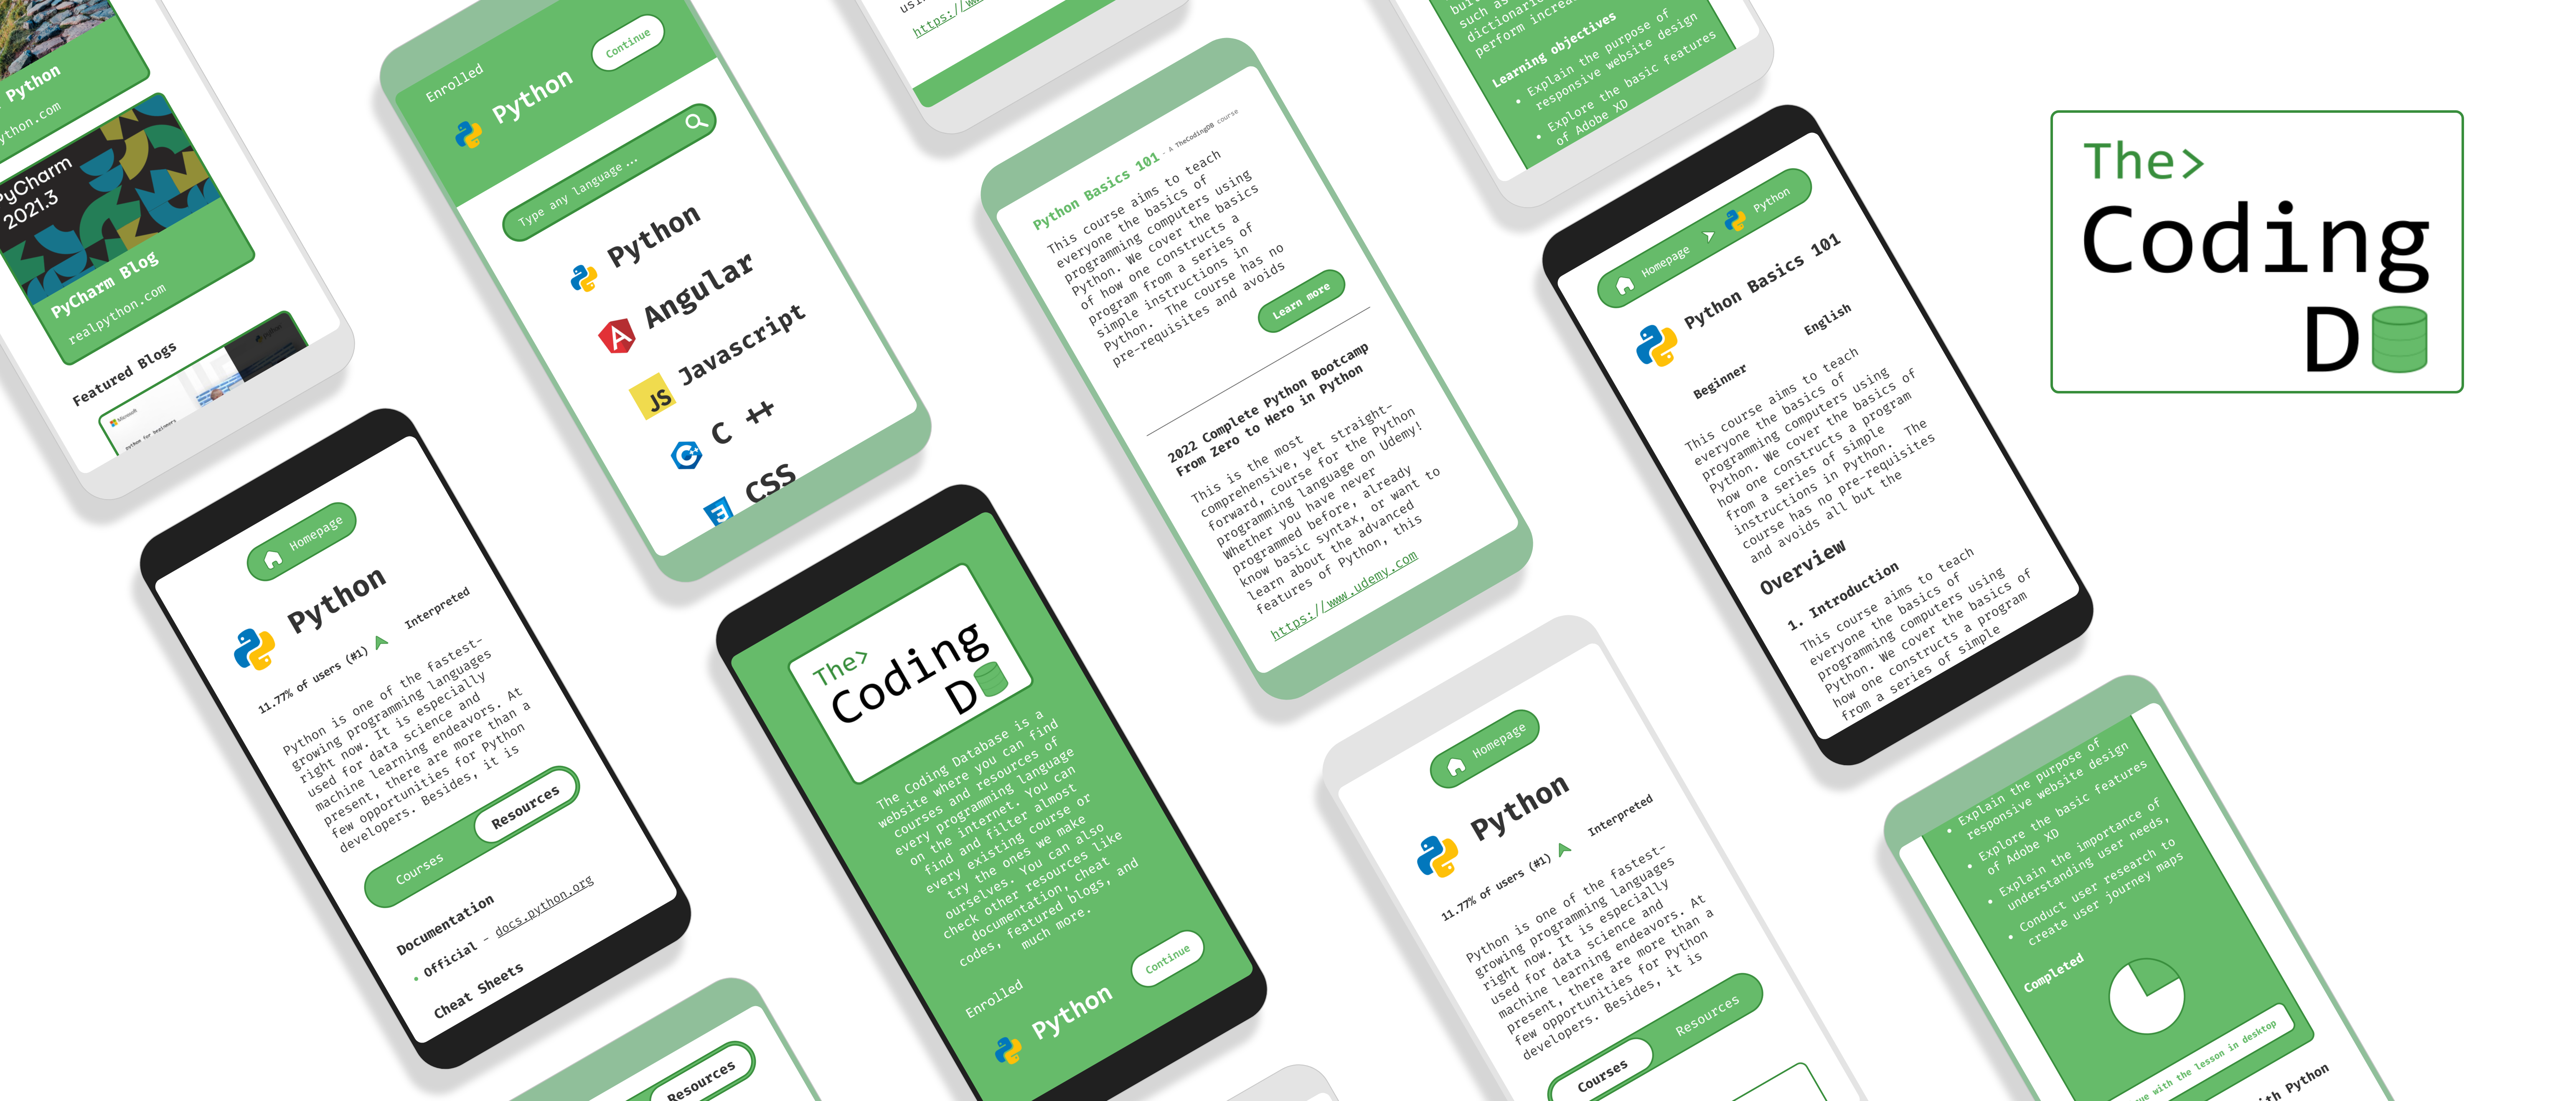 Python
ython.com
PyCharm
2021.3
PyCharm Blog
realpython.com
Featured Blogs
Microsoft
python for beginners
Enrolled
Python
Continue
Type any language ...
Python
Angular
JS Javascript
C ++
CSS
https://w
Python Basics 101 - A TheCodingDB course
This course aims to teach
everyone the basics of
programming computers using
Python. We cover the basics
of how one constructs a
program from a series of
simple instructions in
Python. The course has no
pre-requisites and avoids
Learn more
2022 Complete Python Bootcamp
From Zero to Hero in Python
This is the most
comprehensive, yet straight-
forward, course for the Python
programming language on Udemy!
Whether you have never
programmed before, already
know basic syntax, or want to
learn about the advanced
features of Python, this
https://www.udemy.com
such as
dictionarie
perform increa
Learning objectives
• Explain the purpose of
responsive website design
• Explore the basic features
of Adobe XD
Homepage > Python
Python Basics 101
Beginner English
This course aims to teach
everyone the basics of
programming computers using
Python. We cover the basics of
how one constructs a program
from a series of simple
instructions in Python. The
course has no pre-requisites
and avoids all but the
Overview
1. Introduction
This course aims to teach
everyone the basics of
programming computers using
Python. We cover the basics of
how one constructs a program
from a series of simple
The>
Coding
D
Homepage
Python
11.77% of users (#1) Interpreted
Python is one of the fastest-
growing programming languages
right now. It is especially
used for data science and
machine learning endeavors. At
present, there are more than a
few opportunities for Python
developers. Besides, it is
Courses Resources
Documentation
• Official - docs.python.org
Cheat Sheets
Resources
The>
Coding
D
The Coding Database is a
website where you can find
courses and resources of
every programming language
on the internet. You can
find and filter almost
every existing course or
try the ones we make
ourselves. You can also
check other resources like
documentation, cheat
codes, featured blogs, and
much more.
Enrolled
Python
Continue
Homepage
Python
11.77% of users (#1) Interpreted
Python is one of the fastest-
growing programming languages
right now. It is especially
used for data science and
machine learning endeavors. At
present, there are more than a
few opportunities for Python
developers. Besides, it is
Courses Resources
• Explain the purpose of
responsive website design
• Explore the basic features
of Adobe XD
• Explain the importance of
understanding user needs,
• Conduct user research to
create user journey maps
Completed
ue with the lesson in desktop
th Python